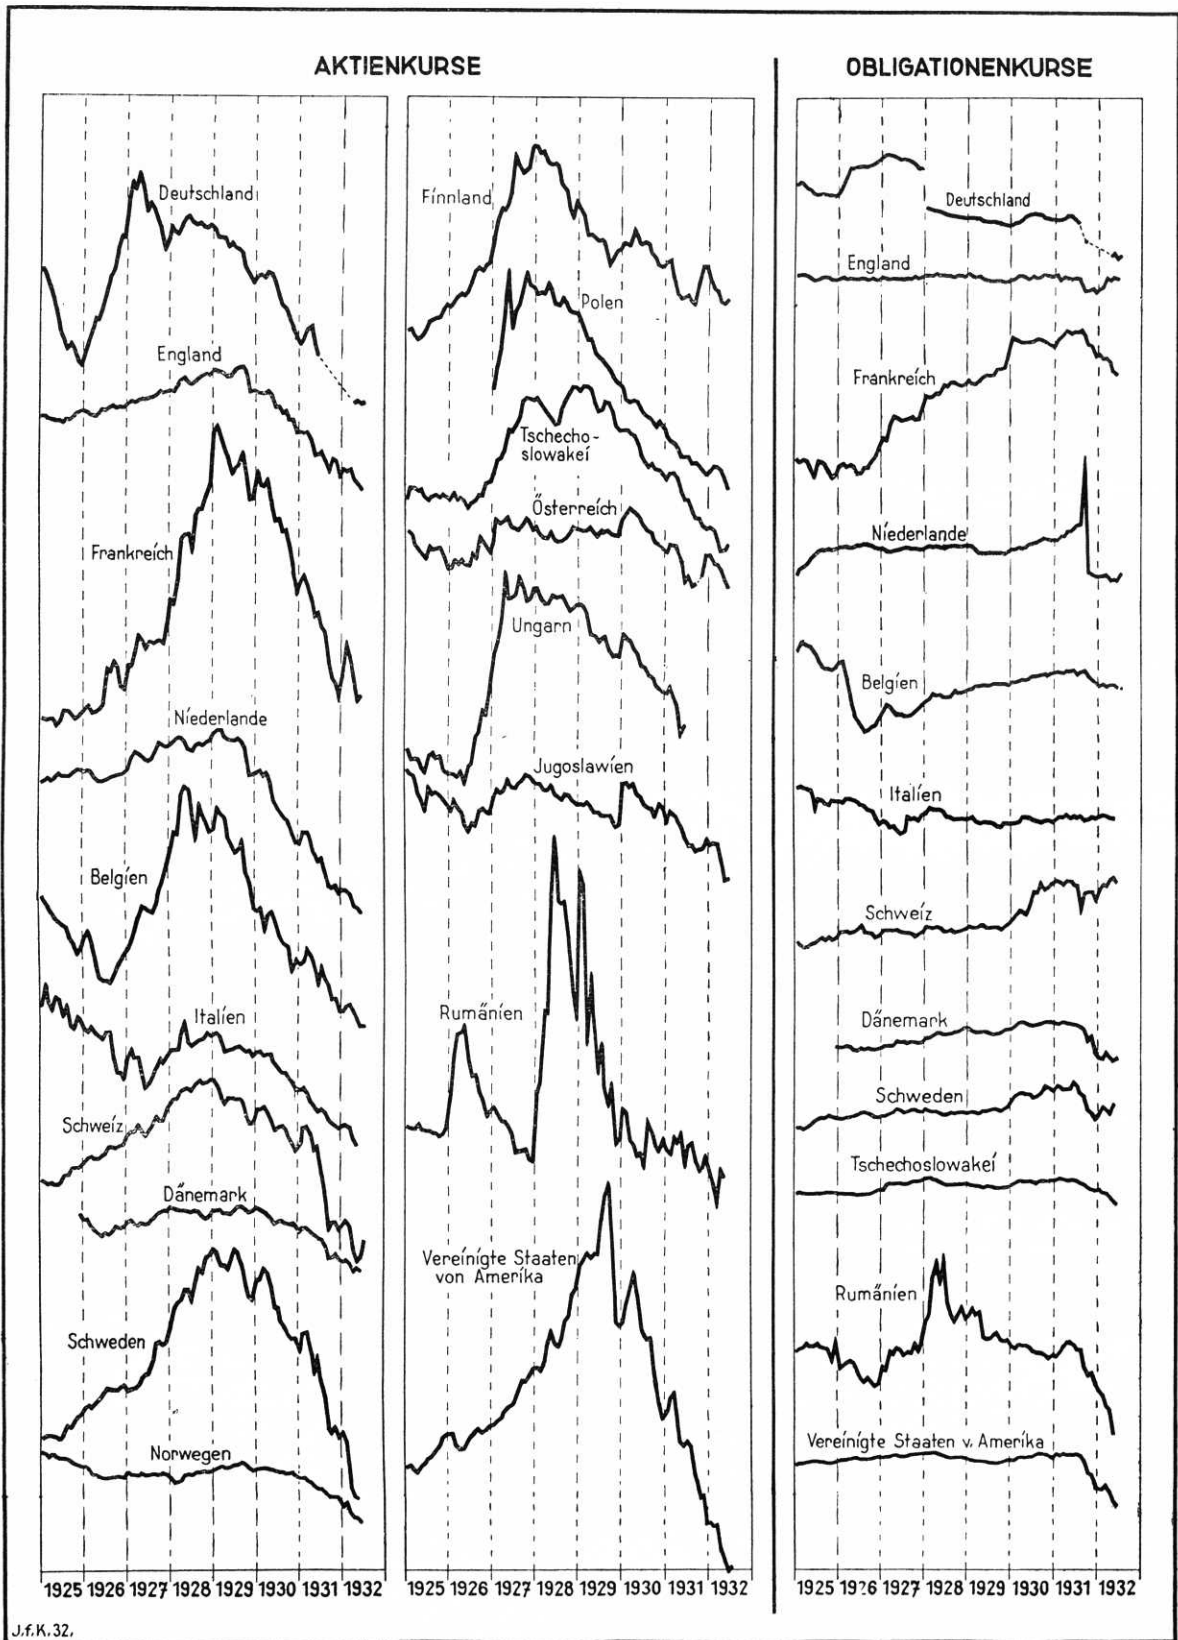 AKTIENKURSE
OBLIGATIONENKURSE
Deutschland
England
Frankreich
Niederlande
Belgien
Italien
Schweiz
Dänemark
Schweden
Norwegen
1925 1926 1927 1928 1929 1930 1931 1932
Finnland
Polen
Tschecho-
slowakei
Österreich
Ungarn
Jugoslawien
Rumänien
Vereinigte Staaten
von Amerika
1925 1926 1927 1928 1929 1930 1931 1932
Deutschland
England
Frankreich
Niederlande
Belgien
Italien
Schweiz
Dänemark
Schweden
Tschechoslowakei
Rumänien
Vereinigte Staaten v. Amerika
1925 1926 1927 1928 1929 1930 1931 1932
J.f.K.32.